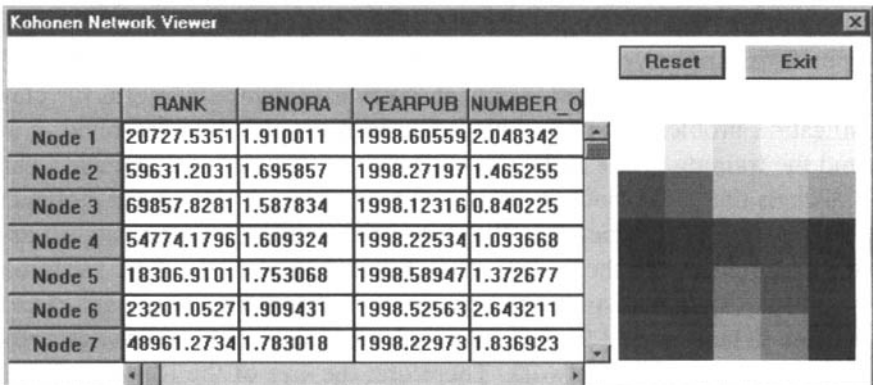 Kohonen Network Viewer
Reset Exit
RANK BNORA YEARPUB NUMBER_O
Node 1 20727.5351 1.910011 1998.60559 2.048342
Node 2 59631.2031 1.695857 1998.27197 1.465255
Node 3 69857.8281 1.587834 1998.12316 0.840225
Node 4 54774.1796 1.609324 1998.22534 1.093668
Node 5 18306.9101 1.753068 1998.58947 1.372677
Node 6 23201.0527 1.909431 1998.52563 2.643211
Node 7 48961.2734 1.783018 1998.22973 1.836923